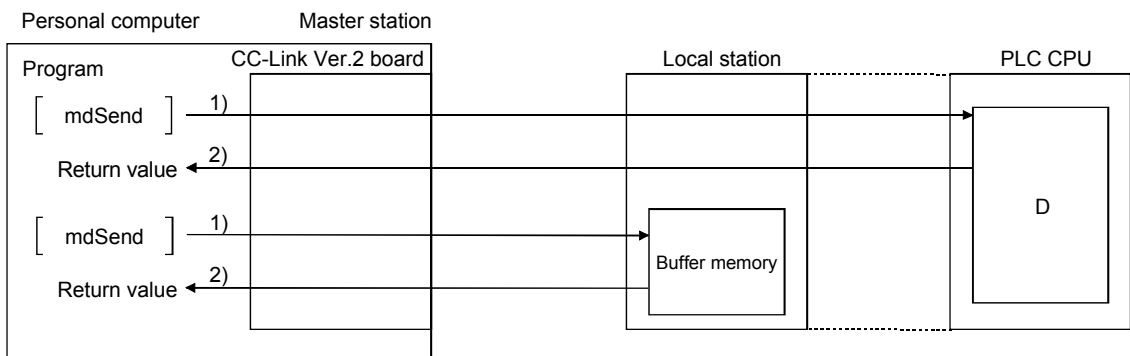 Personal computer Master station
CC-Link Ver.2 board Local station PLC CPU
Program
[ mdSend ] 1)
Return value 2)
D
[ mdSend ] 1)
Buffer memory
Return value 2)